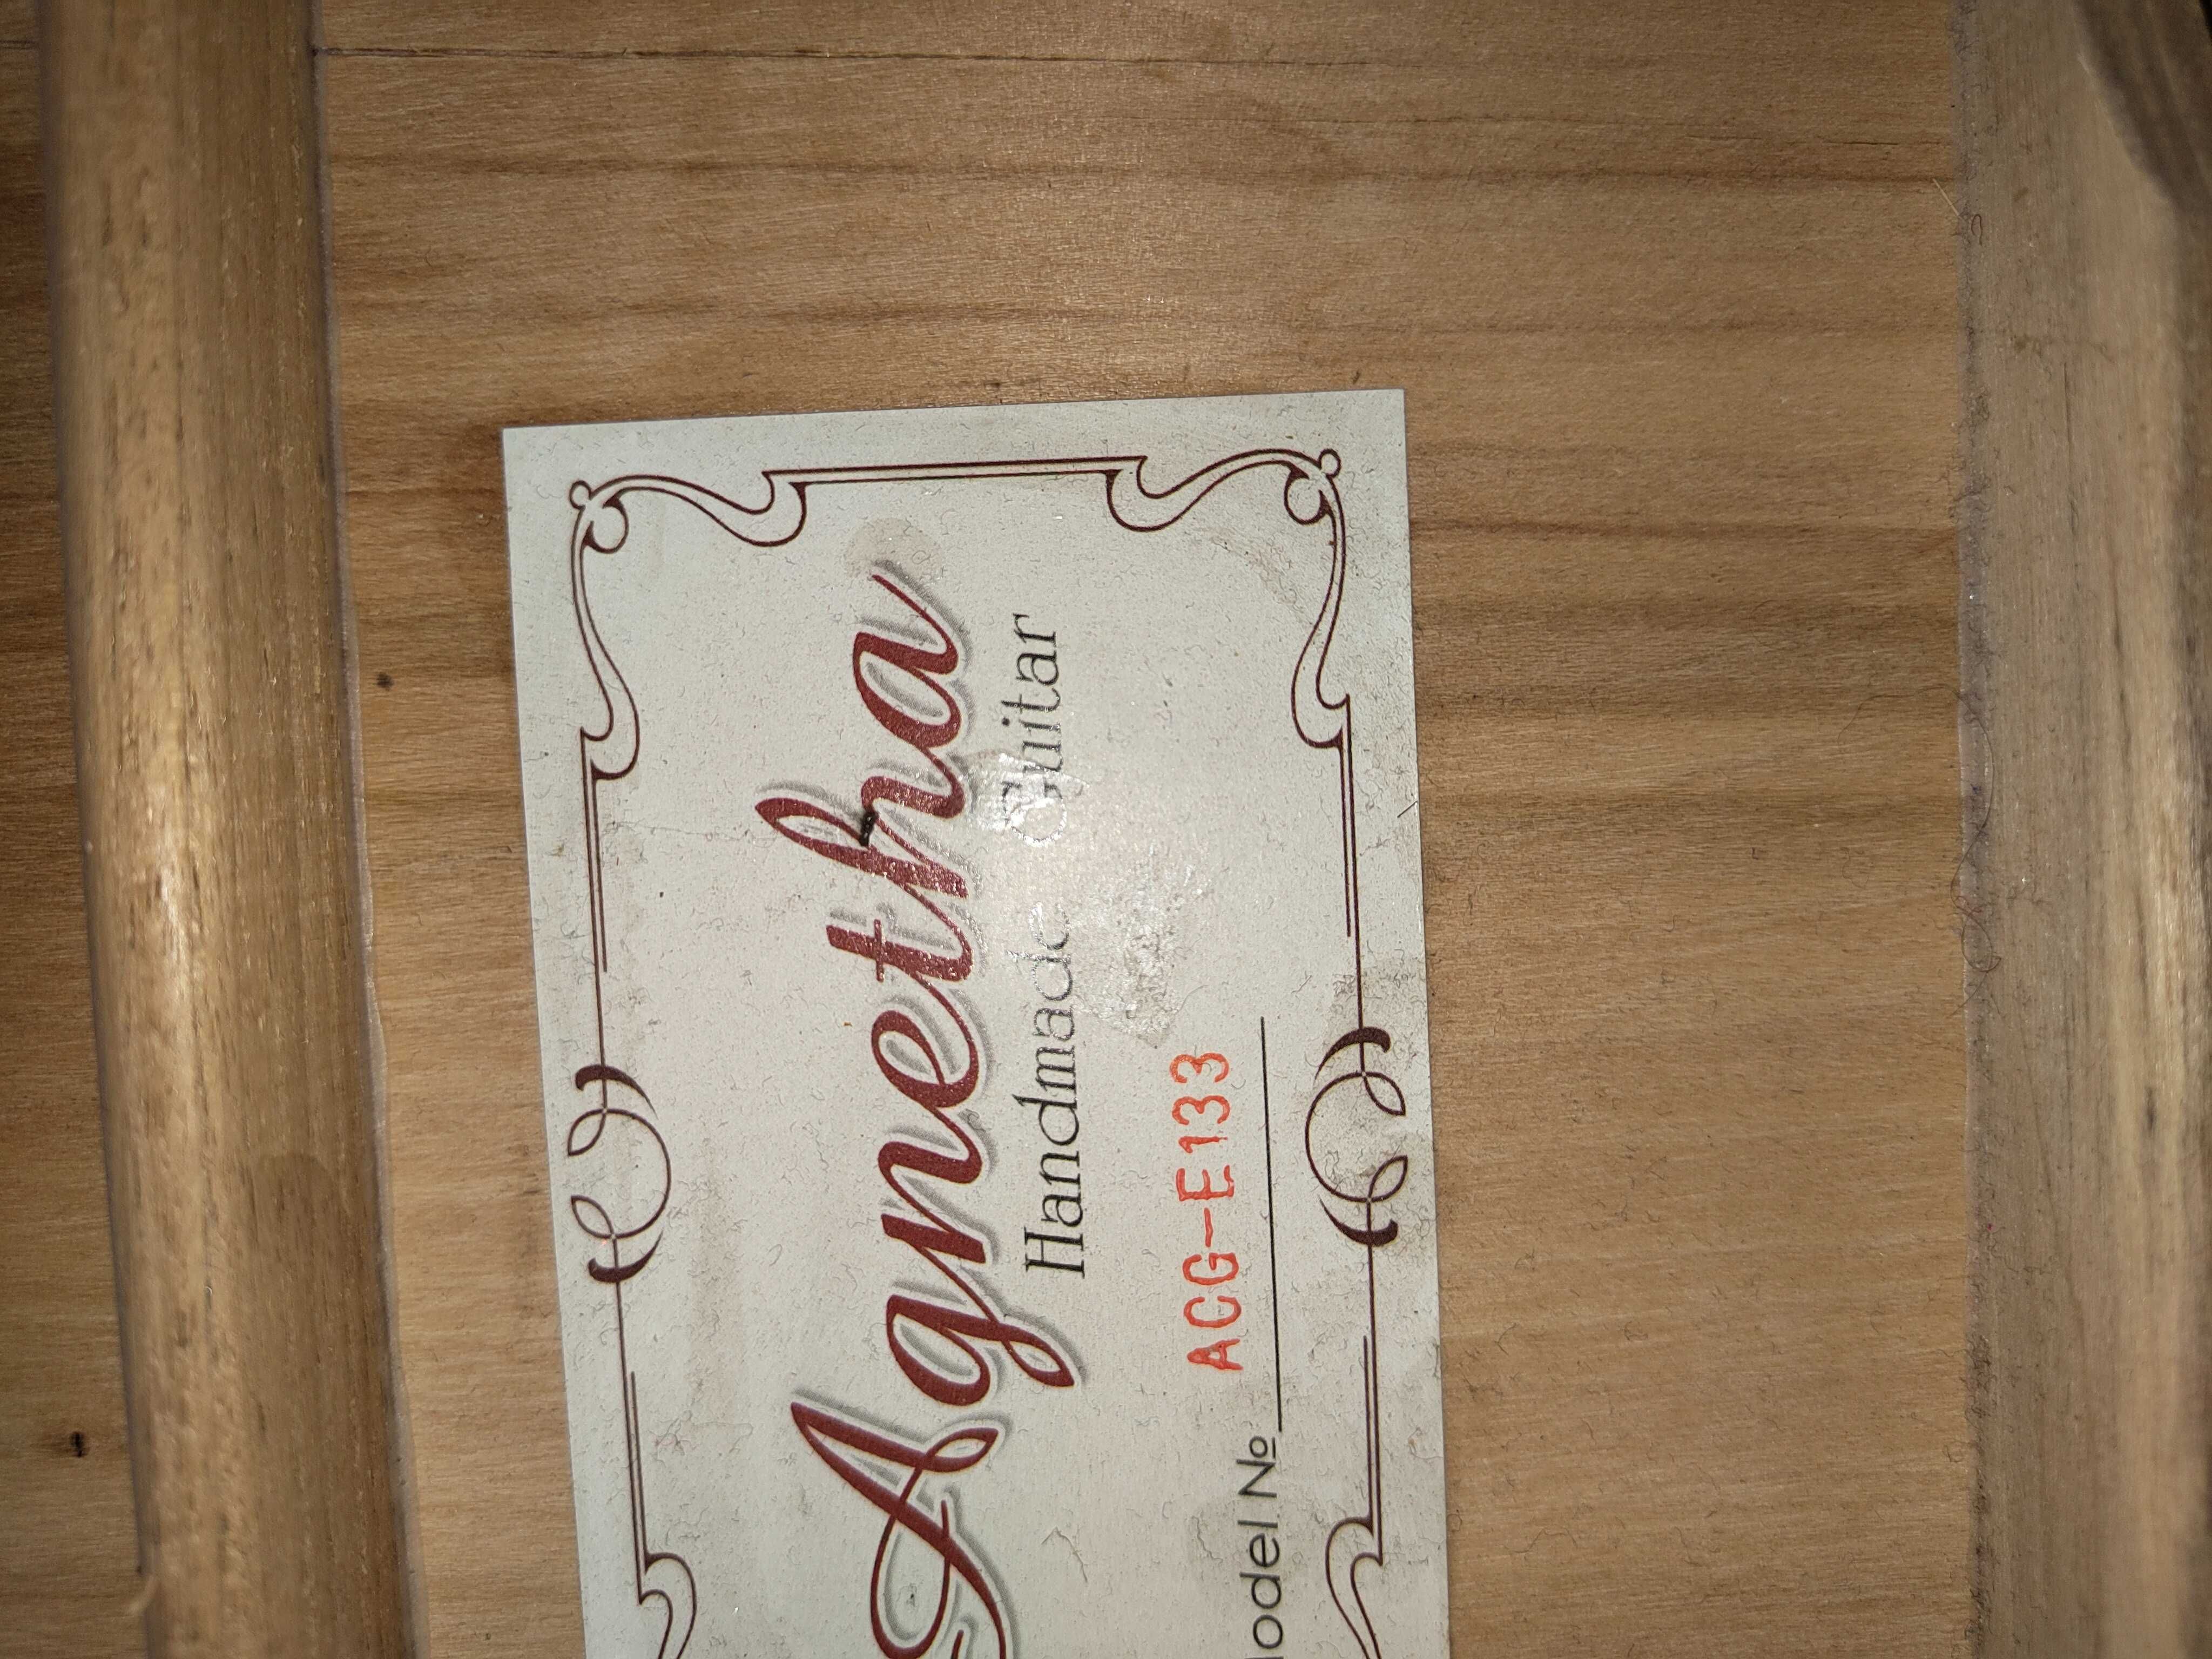 Agnetha
Handmade Guitar
Model № ACG-E133